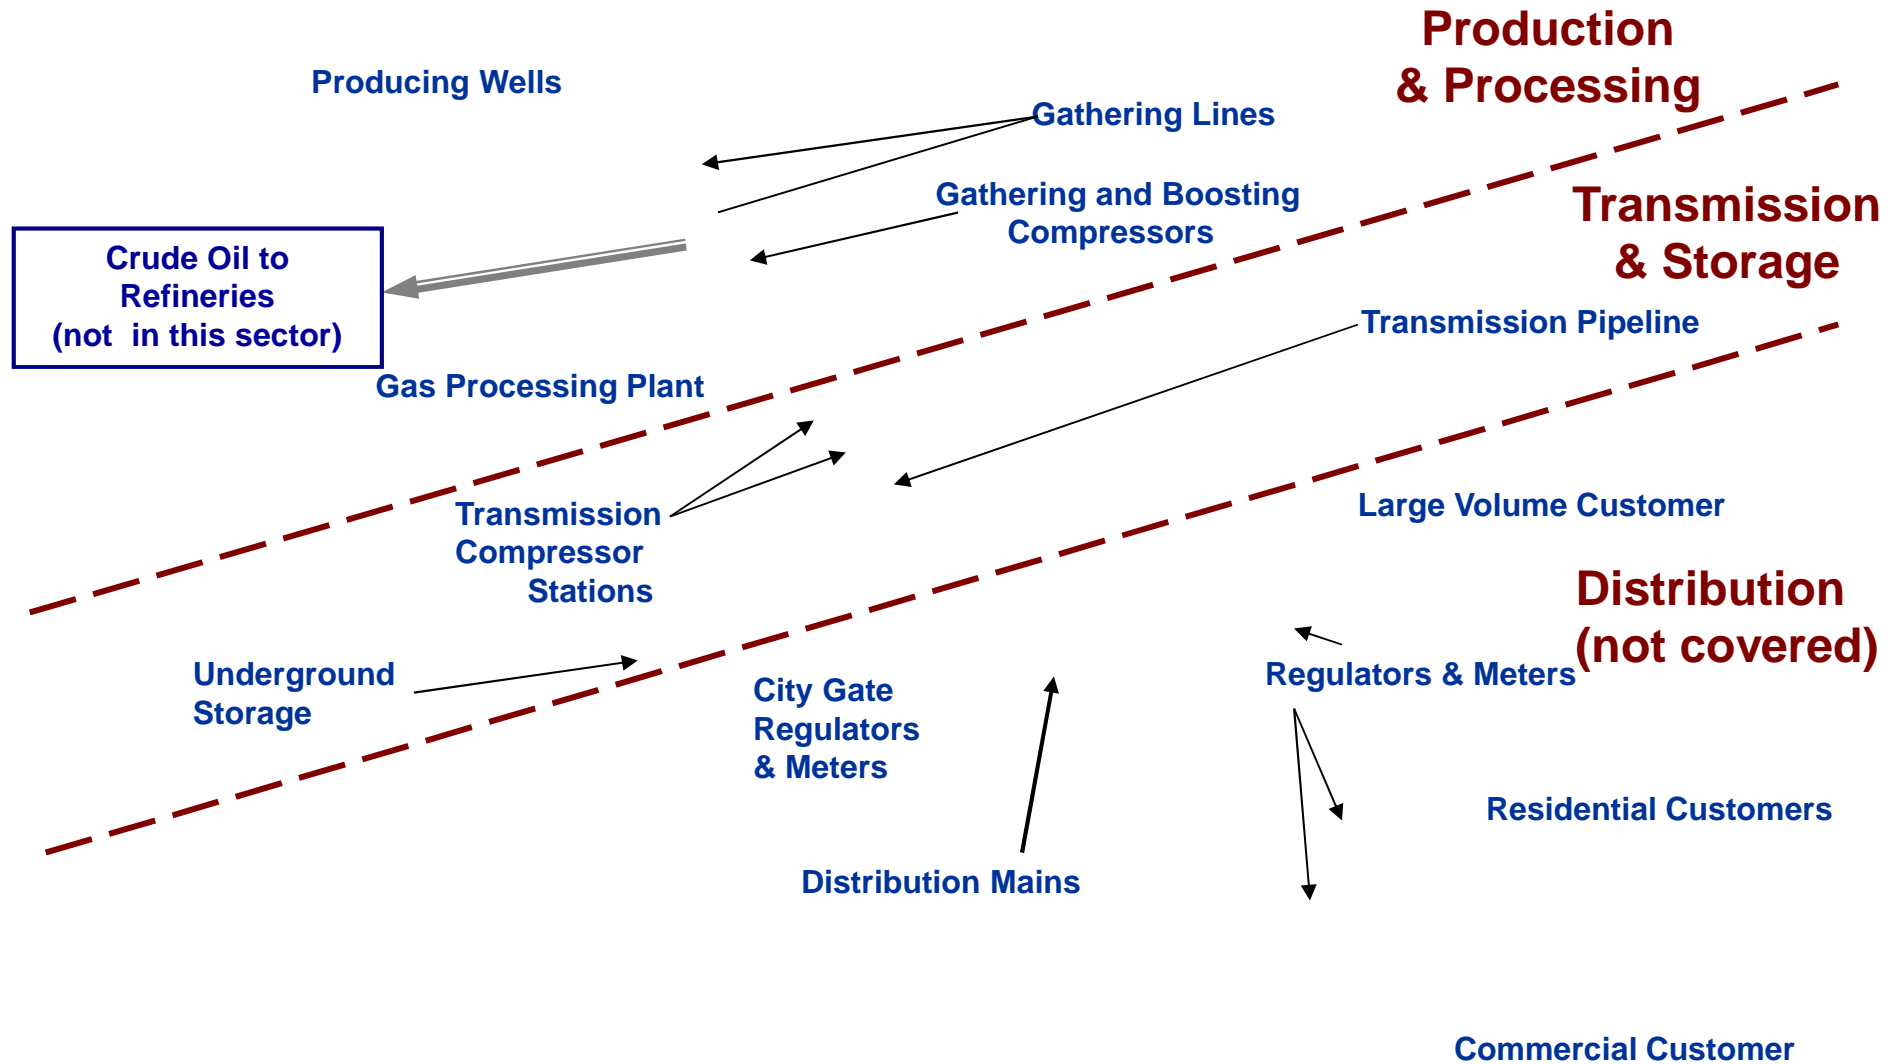 Production
& Processing
Producing Wells
Gathering Lines
Gathering and Boosting
Compressors
Transmission
& Storage
Crude Oil to
Refineries
(not  in this sector)
Transmission Pipeline
Gas Processing Plant
Large Volume Customer
Transmission
Compressor
Stations
Distribution
(not covered)
Underground
Storage
City Gate
Regulators
& Meters
Regulators & Meters
Residential Customers
Distribution Mains
Commercial Customer